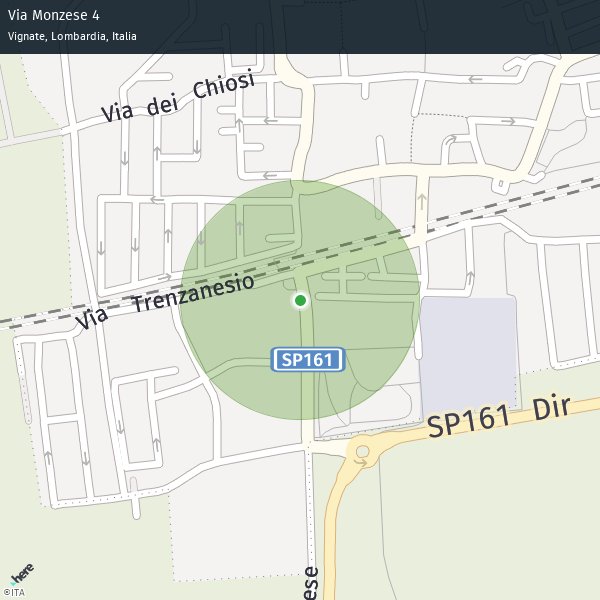 Via Monzese 4
Vignate, Lombardia, Italia
Via dei Chiosi
Via Trenzanesio
SP161
SP161 Dir
ese
here
©ITA